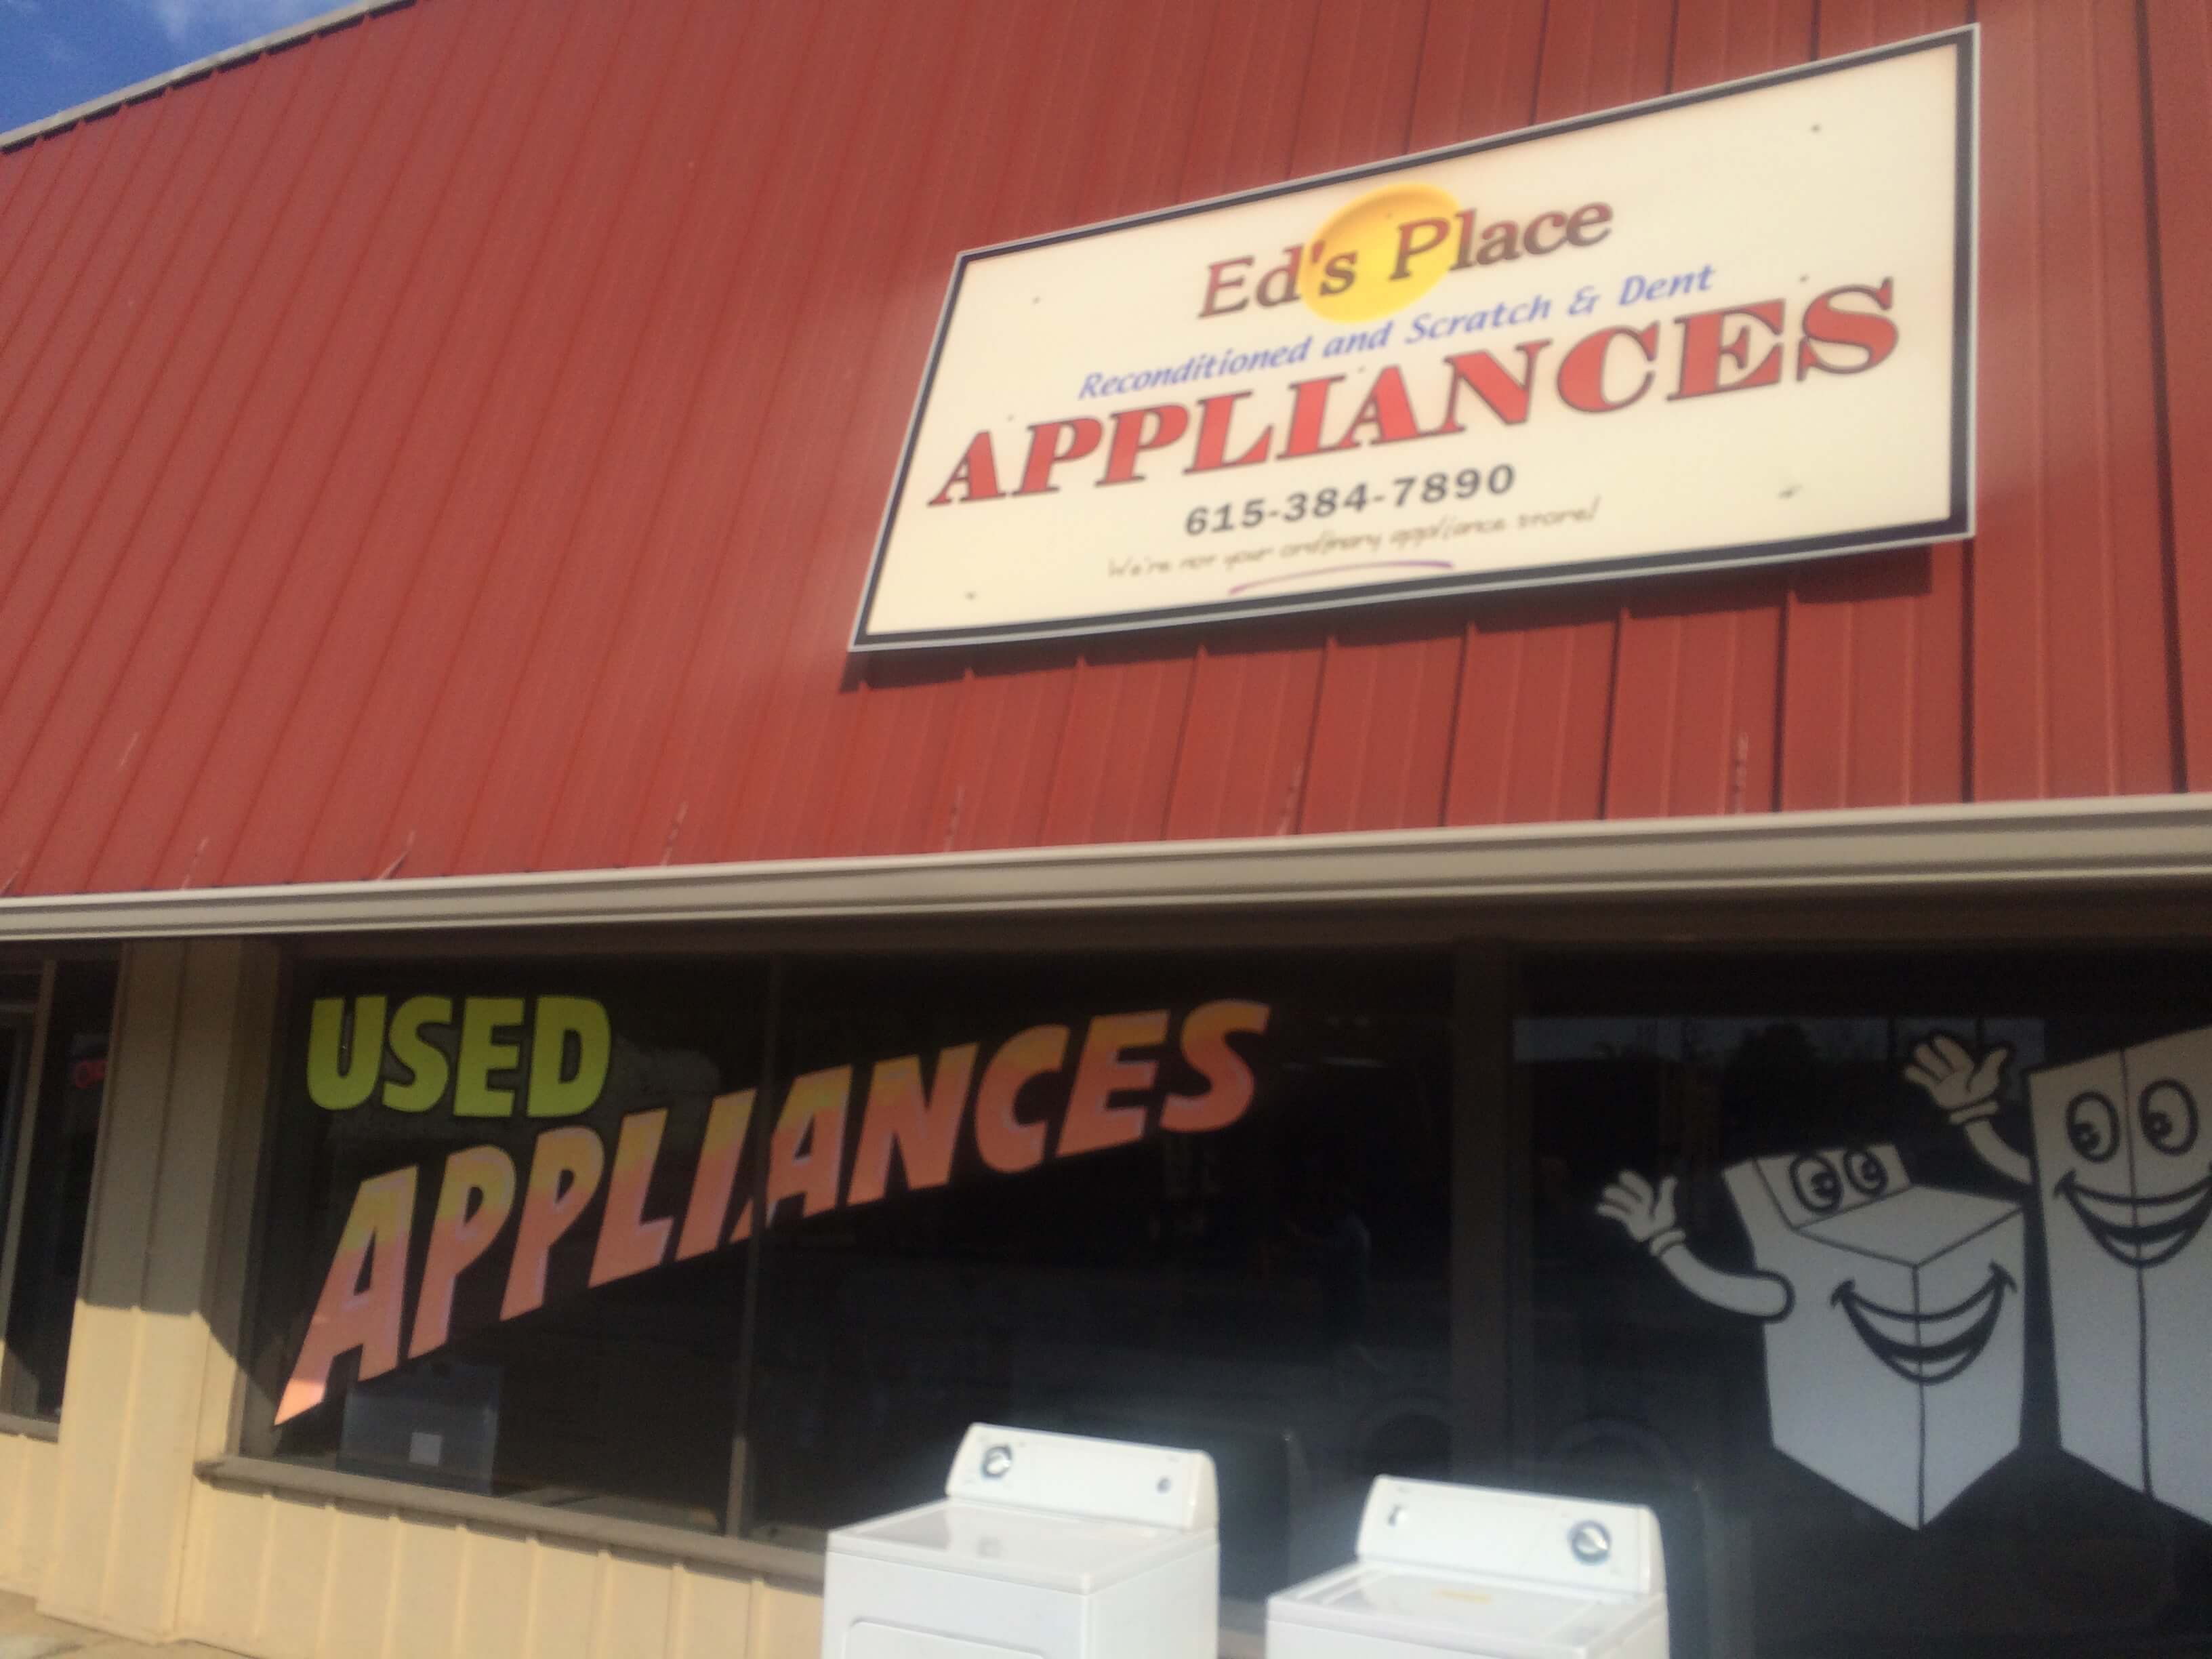 Ed's Place
Reconditioned and Scratch & Dent
APPLIANCES
615-384-7890
We're not your ordinary appliance store!
USED
APPLIANCES